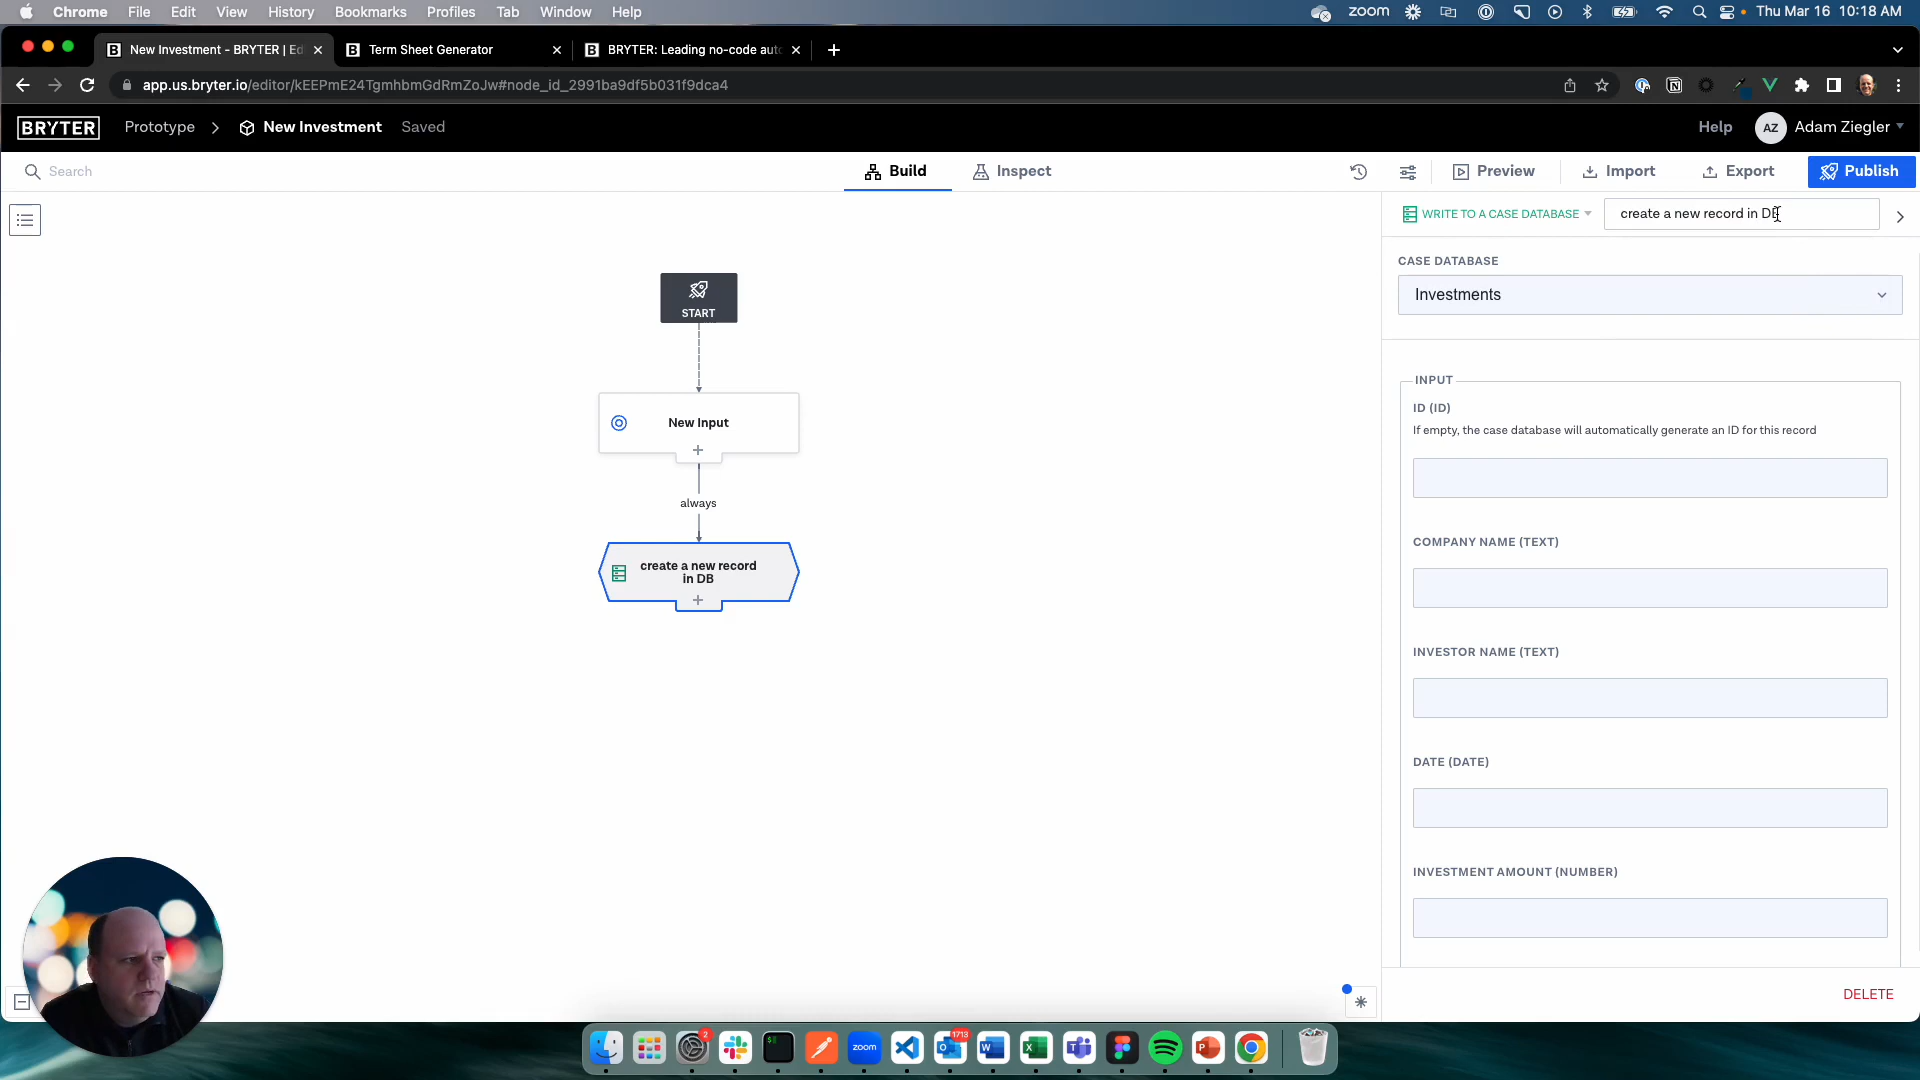 Chrome File Edit View History Bookmarks Profiles Tab Window Help
zoom Thu Mar 16 10:18 AM
New Investment - BRYTER | Ed
Term Sheet Generator
BRYTER: Leading no-code auto
app.us.bryter.io/editor/kEEPmE24TgmhbmGdRmZoJw#node_id_2991ba9df5b031f9dca4
BRYTER Prototype New Investment Saved
Help AZ Adam Ziegler
Search
Build Inspect
Preview Import Export Publish
START
New Input
always
create a new record
in DB
WRITE TO A CASE DATABASE
create a new record in DB
CASE DATABASE
Investments
INPUT
ID (ID)
If empty, the case database will automatically generate an ID for this record
COMPANY NAME (TEXT)
INVESTOR NAME (TEXT)
DATE (DATE)
INVESTMENT AMOUNT (NUMBER)
DELETE
2
zoom
1713